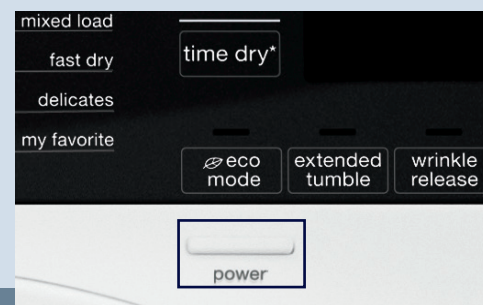 mixed load
fast dry
delicates
my favorite
time dry*
eco
mode
extended
tumble
wrinkle
release
power